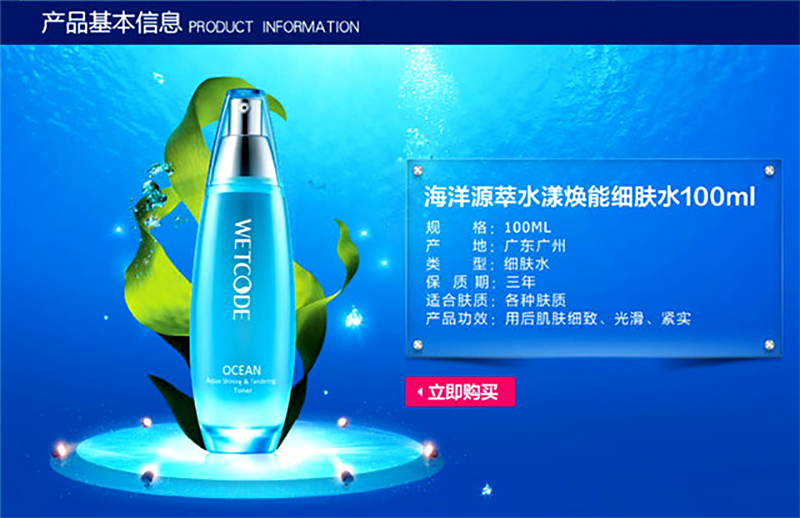 产品基本信息 PRODUCT INFORMATION
海洋源萃水漾焕能细肤水100ml
规 格：100ML
产 地：广东广州
类 型：细肤水
保 质 期：三年
适合肤质：各种肤质
产品功效：用后肌肤细致、光滑、紧实
立即购买
WETCODE
OCEAN
Aqua Shining & Tendering
Toner